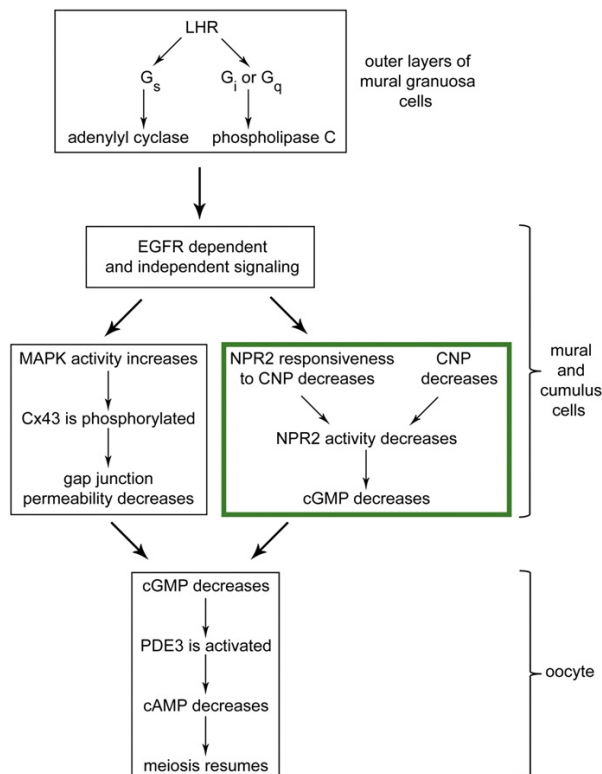 LHR
Gs
Gi or Gq
adenylyl cyclase
phospholipase C
outer layers of
mural granuosa
cells
EGFR dependent
and independent signaling
MAPK activity increases
Cx43 is phosphorylated
gap junction
permeability decreases
NPR2 responsiveness
to CNP decreases
CNP
decreases
NPR2 activity decreases
cGMP decreases
mural
and
cumulus
cells
cGMP decreases
PDE3 is activated
cAMP decreases
meiosis resumes
oocyte